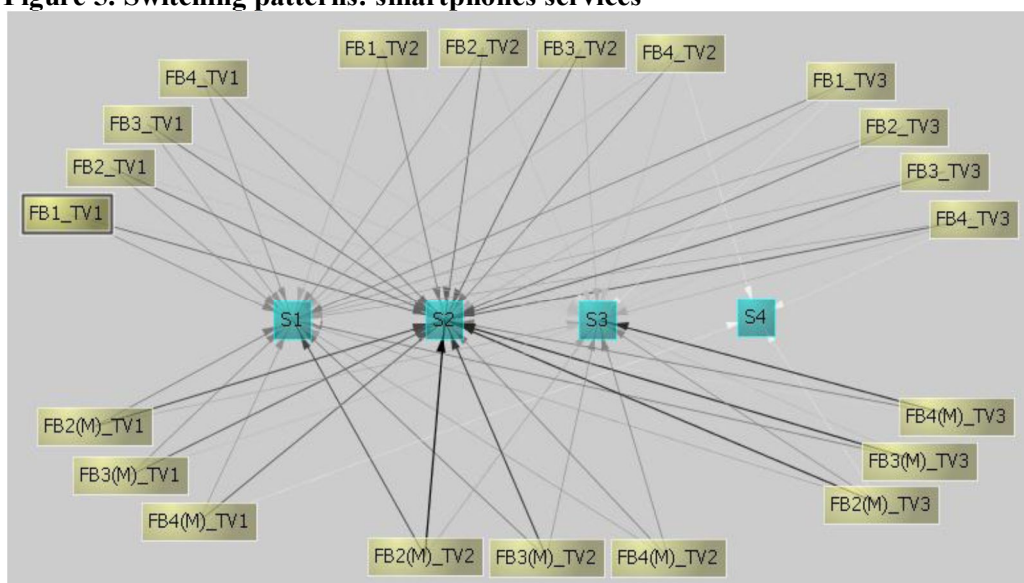 Figure 3. Switching patterns: smartphones services
FB1_TV2
FB2_TV2
FB3_TV2
FB4_TV2
FB4_TV1
FB1_TV3
FB3_TV1
FB2_TV3
FB2_TV1
FB3_TV3
FB1_TV1
FB4_TV3
S1
S2
S3
S4
FB2(M)_TV1
FB4(M)_TV3
FB3(M)_TV1
FB3(M)_TV3
FB4(M)_TV1
FB2(M)_TV3
FB2(M)_TV2
FB3(M)_TV2
FB4(M)_TV2